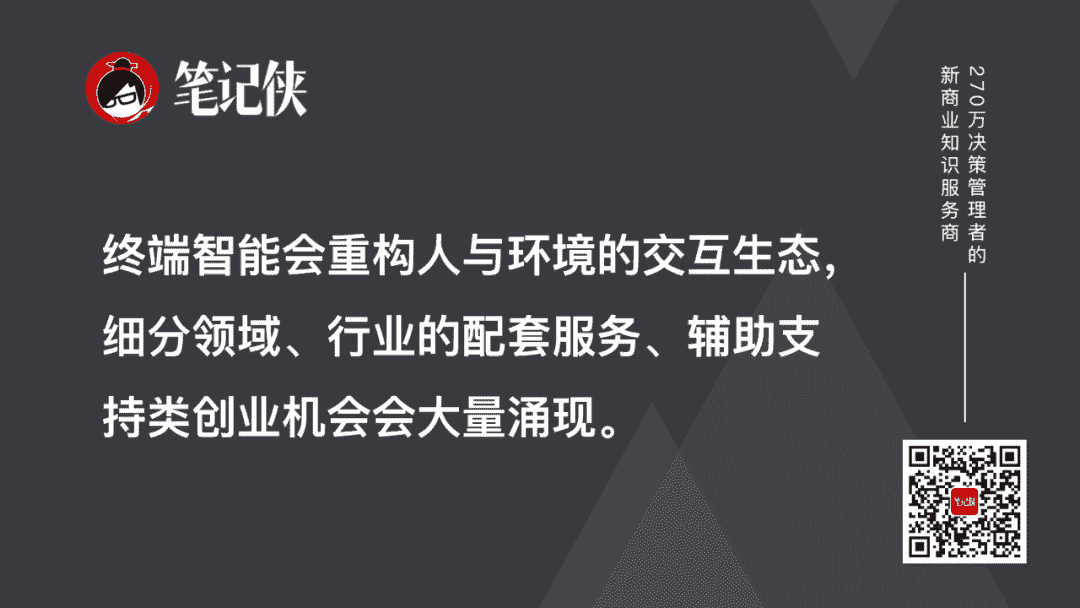 笔记侠
270万决策管理者的
新商业知识服务商
终端智能会重构人与环境的交互生态，
细分领域、行业的配套服务、辅助支
持类创业机会会大量涌现。
笔记侠